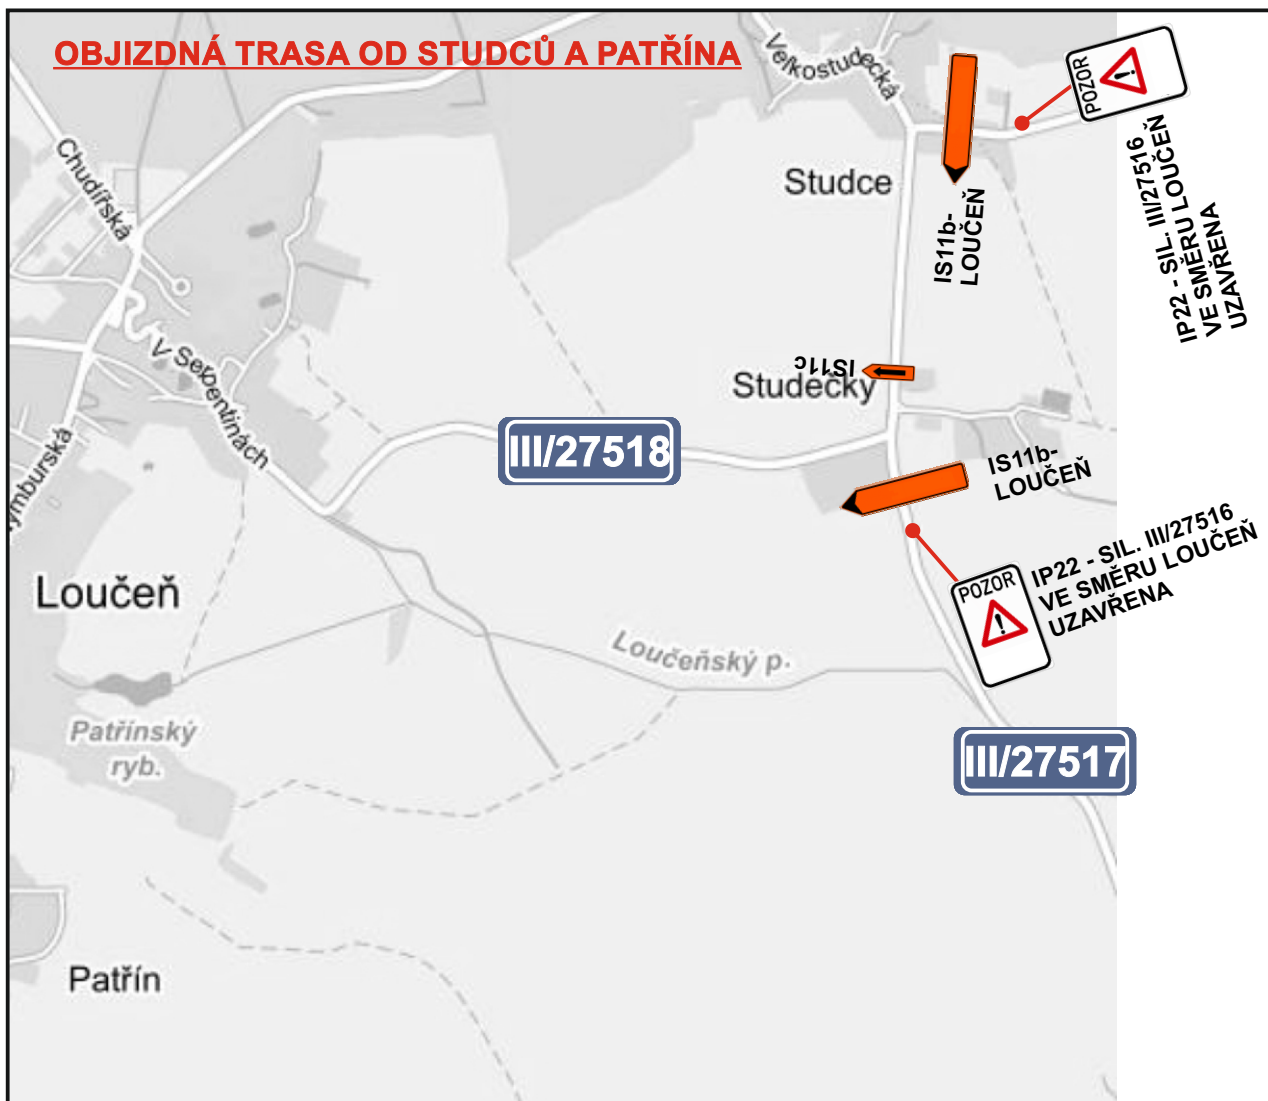 OBJIZDNÁ TRASA OD STUDCŮ A PATŘÍNA
Velkostudecká
POZOR
IP22 - SIL. III/27516
VE SMĚRU LOUČEŇ
UZAVŘENA
Chudířská
Studce
IS11b-
LOUČEŇ
V Serpentinách
IS11c
Studečky
III/27518
IS11b-
LOUČEŇ
Nymburská
POZOR
IP22 - SIL. III/27516
VE SMĚRU LOUČEŇ
UZAVŘENA
Loučeň
Loučeňský p.
Patřínský
ryb.
III/27517
Patřín